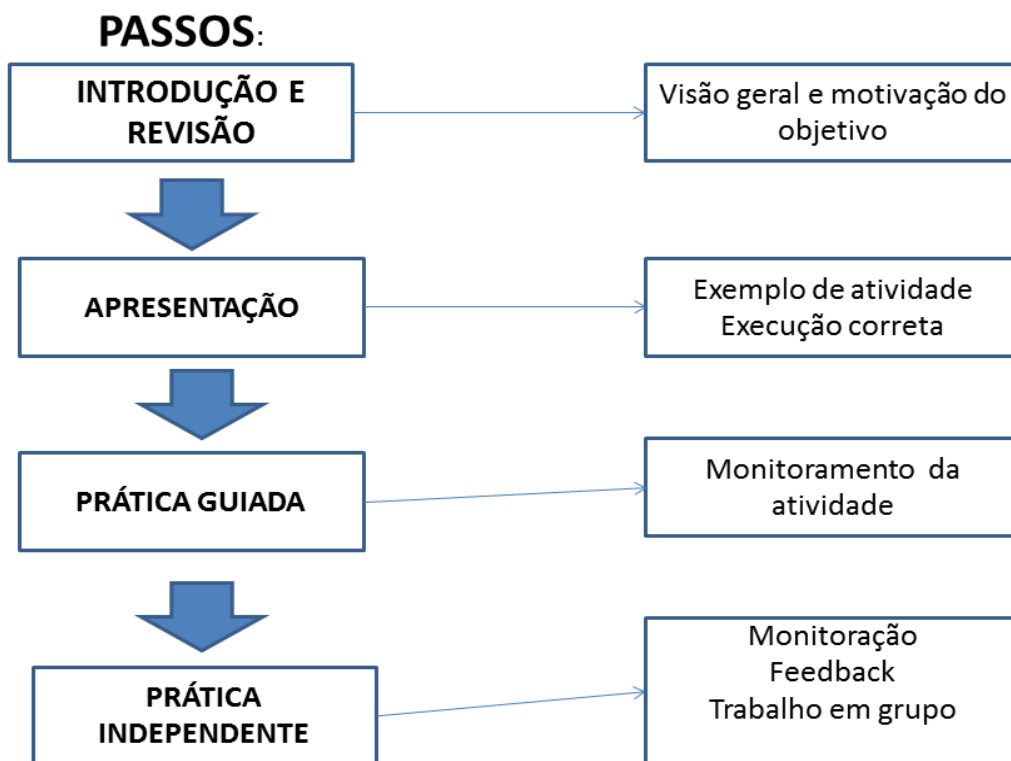 PASSOS:
INTRODUÇÃO E
REVISÃO
Visão geral e motivação do
objetivo
APRESENTAÇÃO
Exemplo de atividade
Execução correta
PRÁTICA GUIADA
Monitoramento da
atividade
PRÁTICA
INDEPENDENTE
Monitoração
Feedback
Trabalho em grupo